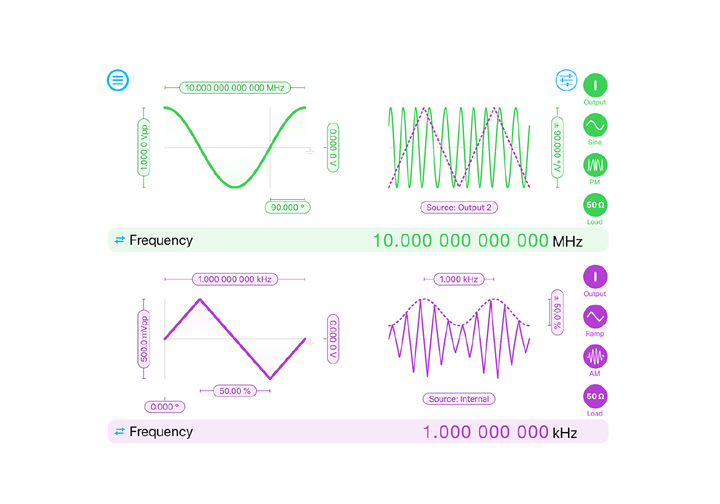 10.000 000 000 000 MHz
Output
1.000 0 Vpp
0.000 0 V
± 90.000 °/V
Sine
PM
90.000 °
Source: Output 2
50 Ω
Load
Frequency
10.000 000 000 000 MHz
1.000 000 000 kHz
1.000 kHz
Output
500.0 mVpp
0.000 0 V
± 50.0 %
Ramp
AM
50.00 %
0.000 °
Source: Internal
50 Ω
Load
Frequency
1.000 000 000 kHz